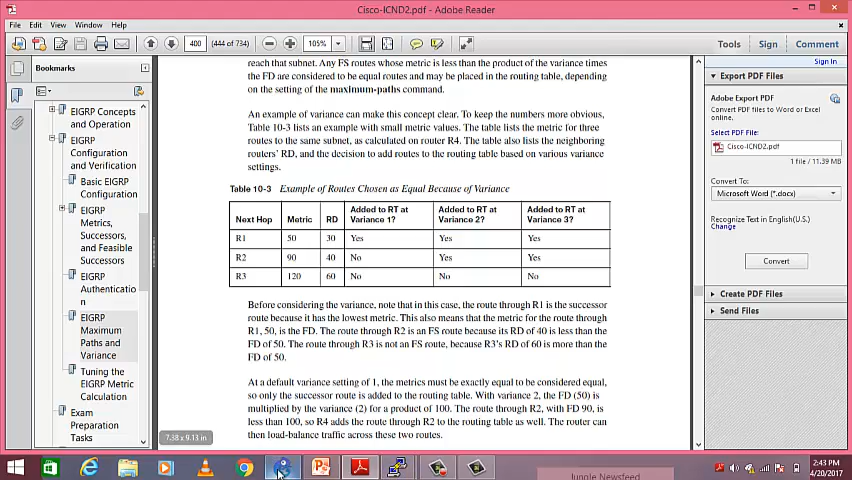 Cisco-ICND2.pdf - Adobe Reader
File Edit View Window Help
400 (444 of 734) 105% Tools Sign Comment
Bookmarks
EIGRP Concepts
and Operation
EIGRP
Configuration
and Verification
Basic EIGRP
Configuration
EIGRP
Metrics,
Successors,
and Feasible
Successors
EIGRP
Authenticatio
n
EIGRP
Maximum
Paths and
Variance
Tuning the
EIGRP Metric
Calculation
Exam
Preparation
Tasks
reach that subnet. Any FS routes whose metric is less than the product of the variance times
the FD are considered to be equal routes and may be placed in the routing table, depending
on the setting of the maximum-paths command.
An example of variance can make this concept clear. To keep the numbers more obvious,
Table 10-3 lists an example with small metric values. The table lists the metric for three
routes to the same subnet, as calculated on router R4. The table also lists the neighboring
routers' RD, and the decision to add routes to the routing table based on various variance
settings.
Table 10-3 Example of Routes Chosen as Equal Because of Variance
Next Hop Metric RD Added to RT at Variance 1? Added to RT at Variance 2? Added to RT at Variance 3?
R1 50 30 Yes Yes Yes
R2 90 40 No Yes Yes
R3 120 60 No No No
Before considering the variance, note that in this case, the route through R1 is the successor
route because it has the lowest metric. This also means that the metric for the route through
R1, 50, is the FD. The route through R2 is an FS route because its RD of 40 is less than the
FD of 50. The route through R3 is not an FS route, because R3's RD of 60 is more than the
FD of 50.
At a default variance setting of 1, the metrics must be exactly equal to be considered equal,
so only the successor route is added to the routing table. With variance 2, the FD (50) is
multiplied by the variance (2) for a product of 100. The route through R2, with FD 90, is
less than 100, so R4 adds the route through R2 to the routing table as well. The router can
then load-balance traffic across these two routes.
7.38 x 9.13 in
Sign In
Export PDF Files
Adobe Export PDF
Convert PDF files to Word or Excel
online.
Select PDF File:
Cisco-ICND2.pdf
1 file / 11.39 MB
Convert To:
Microsoft Word (*.docx)
Recognize Text in English(U.S.)
Change
Convert
Create PDF Files
Send Files
Jungle Newsfeed
2:43 PM
4/20/2017